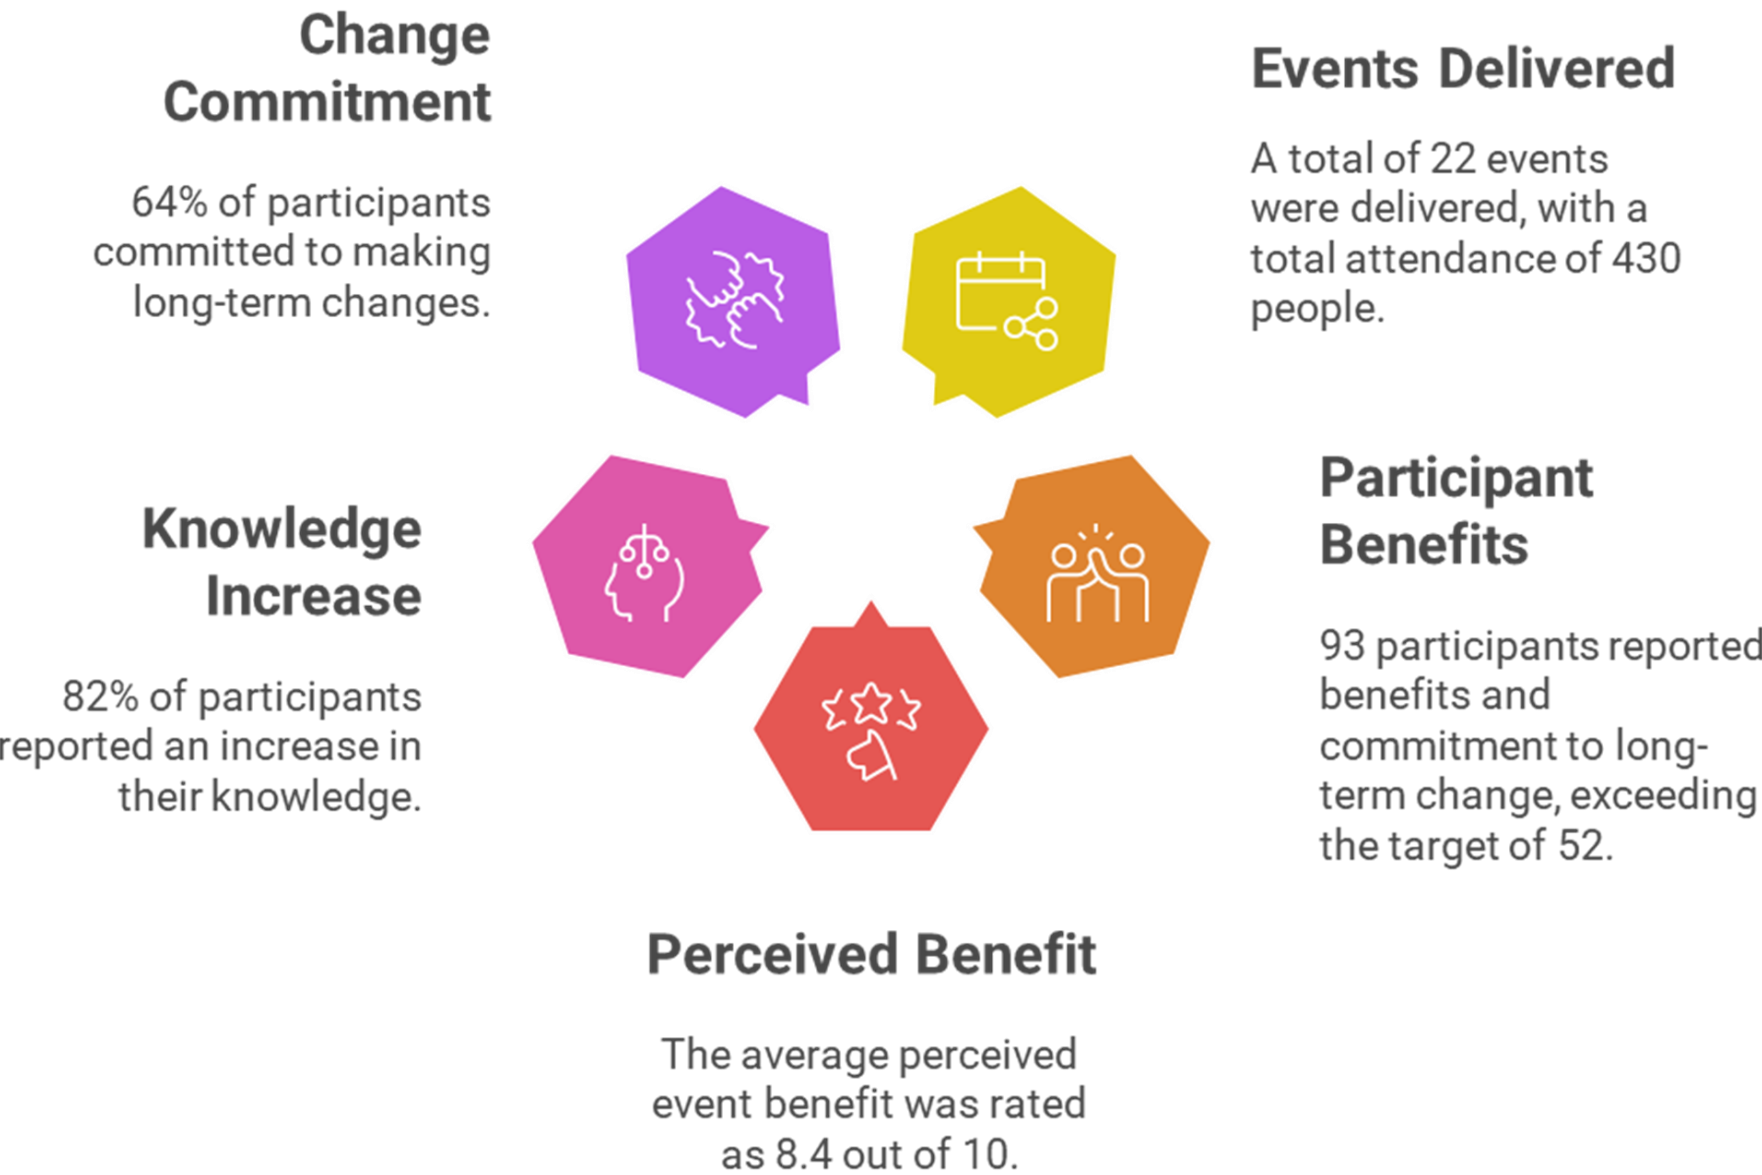 Change
Commitment
64% of participants
committed to making
long-term changes.
Events Delivered
A total of 22 events
were delivered, with a
total attendance of 430
people.
Knowledge
Increase
82% of participants
reported an increase in
their knowledge.
Participant
Benefits
93 participants reported
benefits and
commitment to long-
term change, exceeding
the target of 52.
Perceived Benefit
The average perceived
event benefit was rated
as 8.4 out of 10.